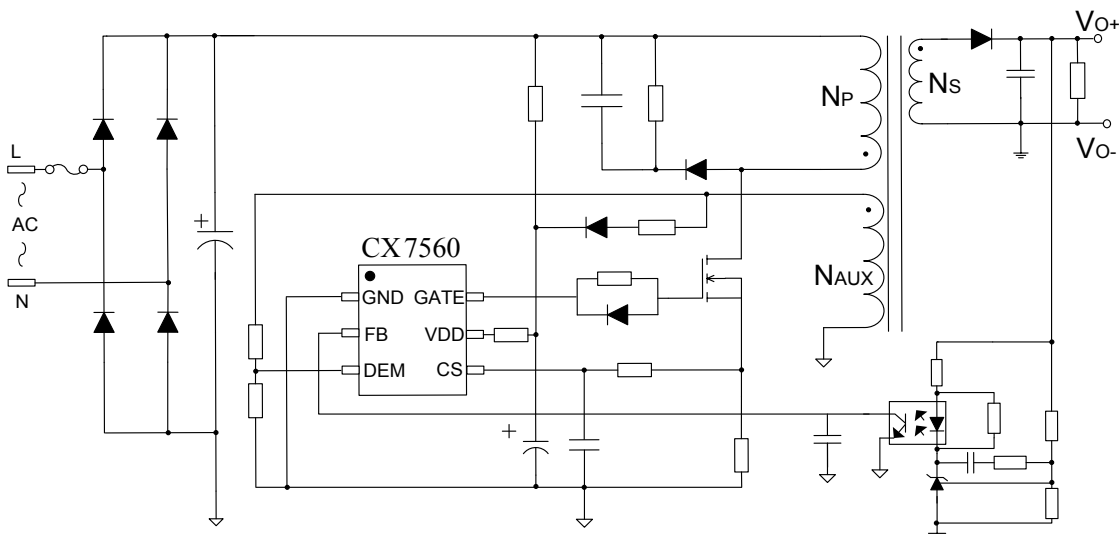 VO+
NP
NS
VO-
L
AC
N
CX7560
GND GATE
FB VDD
DEM CS
NAUX
+
+